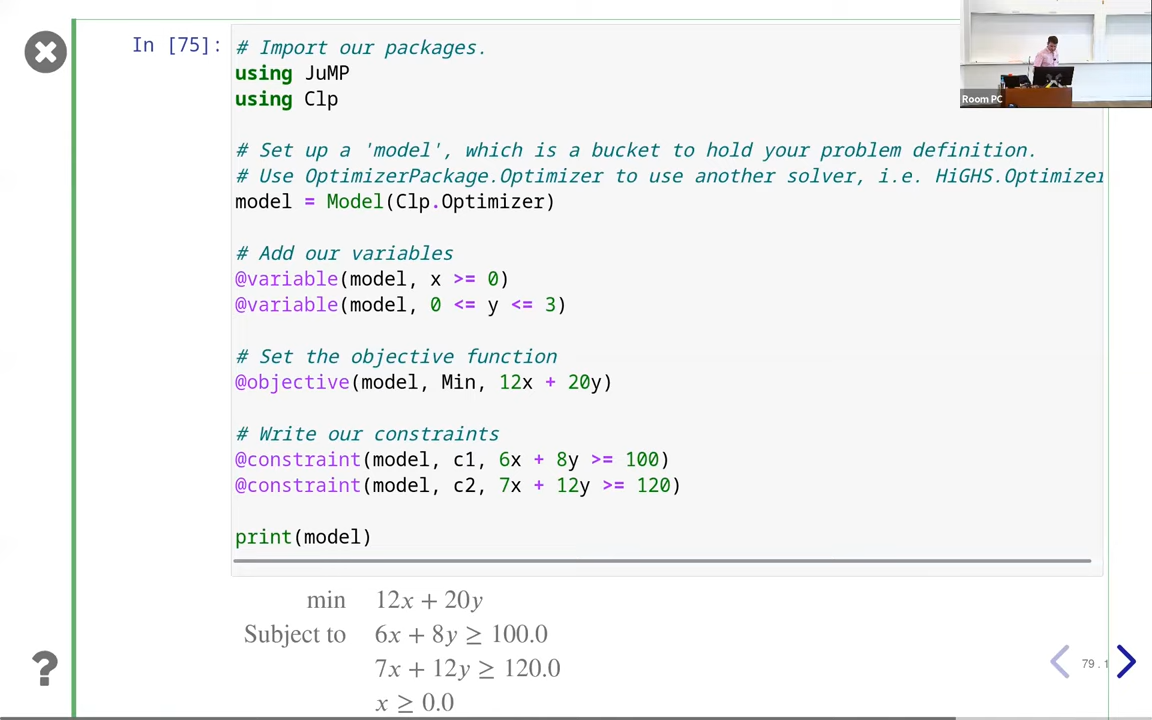 In [75]:
# Import our packages.
using JuMP
using Clp
# Set up a 'model', which is a bucket to hold your problem definition.
# Use OptimizerPackage.Optimizer to use another solver, i.e. HiGHS.Optimizer
model = Model(Clp.Optimizer)
# Add our variables
@variable(model, x >= 0)
@variable(model, 0 <= y <= 3)
# Set the objective function
@objective(model, Min, 12x + 20y)
# Write our constraints
@constraint(model, c1, 6x + 8y >= 100)
@constraint(model, c2, 7x + 12y >= 120)
print(model)
min 12x + 20y
Subject to 6x + 8y ≥ 100.0
7x + 12y ≥ 120.0
x ≥ 0.0
Room PC
?
79.1